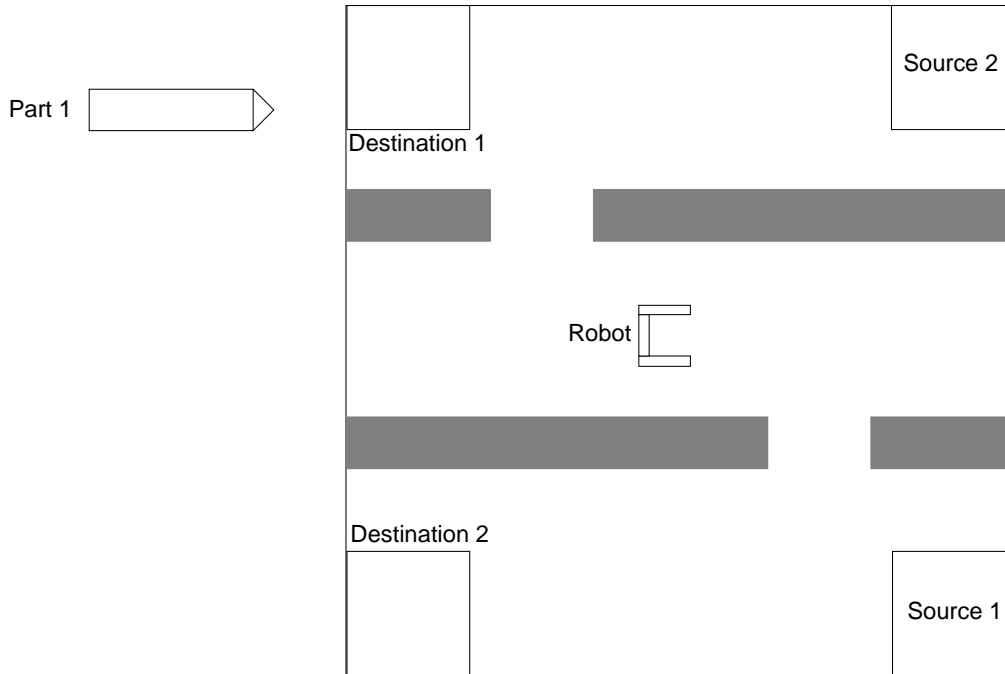 Source 2
Part 1
Destination 1
Robot
Destination 2
Source 1